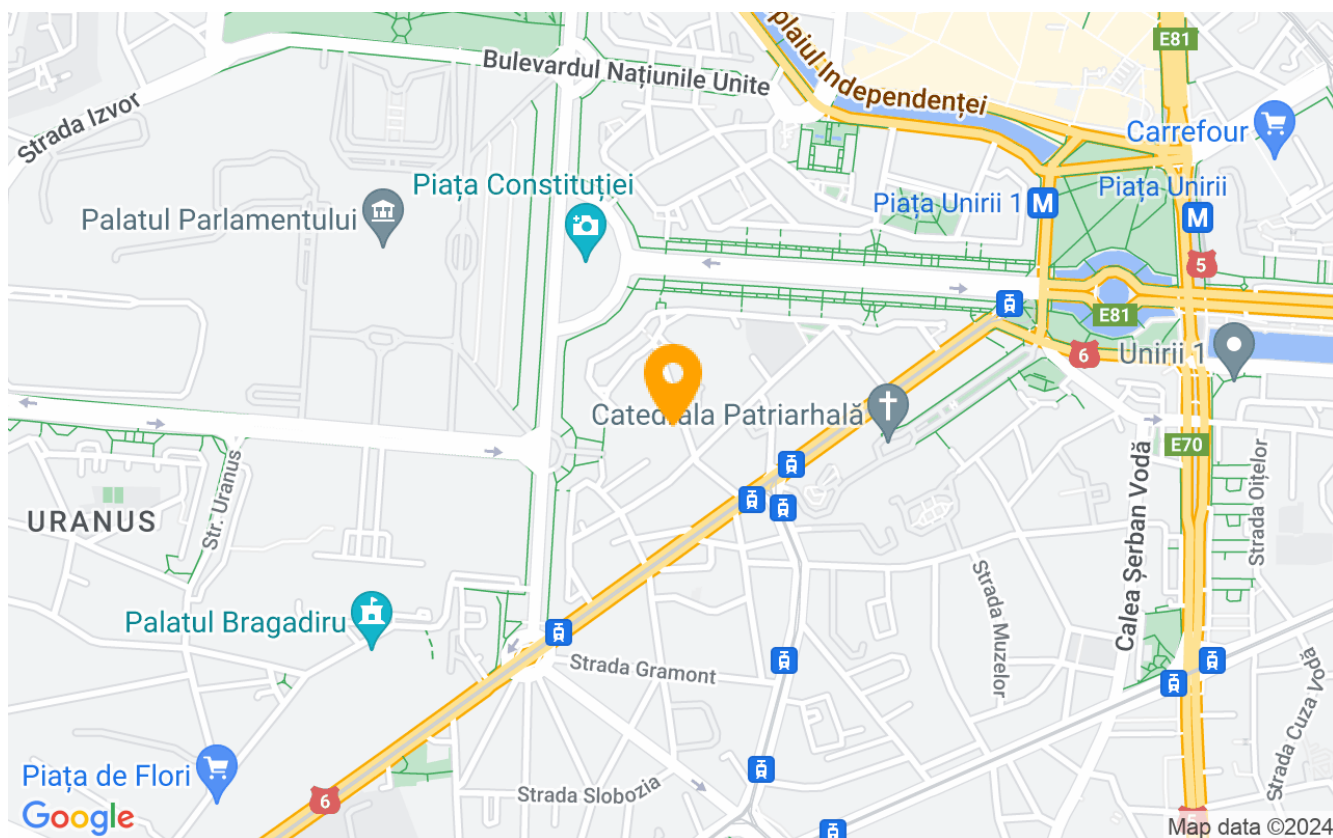 Splaiul Independenței
E81
Bulevardul Națiunile Unite
Strada Izvor
Carrefour
Piața Constituției
Piața Unirii
Piața Unirii 1
M
M
Palatul Parlamentului
5
E81
6
Unirii 1
Catedrala Patriarhală
E70
Calea Șerban Vodă
Strada Oițelor
Str. Uranus
URANUS
Strada Muzelor
Palatul Bragadiru
Strada Gramont
Strada Cuza Vodă
Piața de Flori
6
Strada Slobozia
Google
Map data ©2024